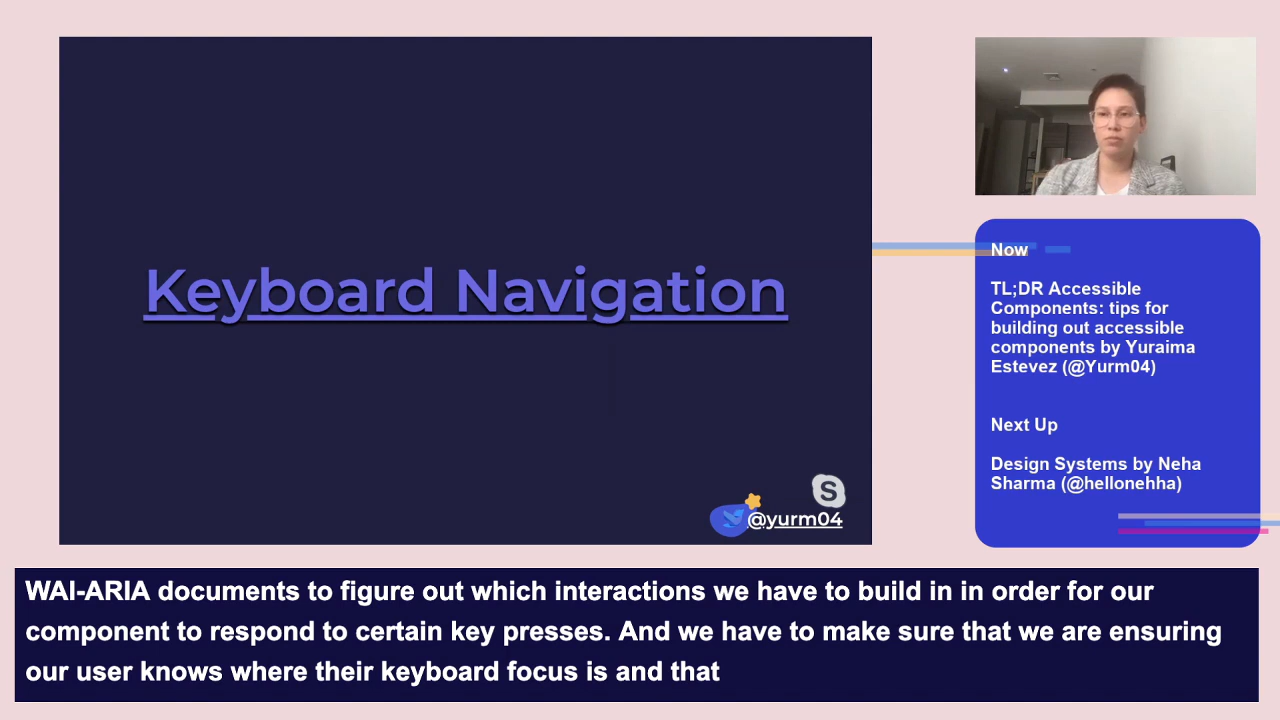 Keyboard Navigation
S
@yurm04
Now
TL;DR Accessible
Components: tips for
building out accessible
components by Yuraima
Estevez (@Yurm04)
Next Up
Design Systems by Neha
Sharma (@hellonehha)
WAI-ARIA documents to figure out which interactions we have to build in in order for our
component to respond to certain key presses. And we have to make sure that we are ensuring
our user knows where their keyboard focus is and that